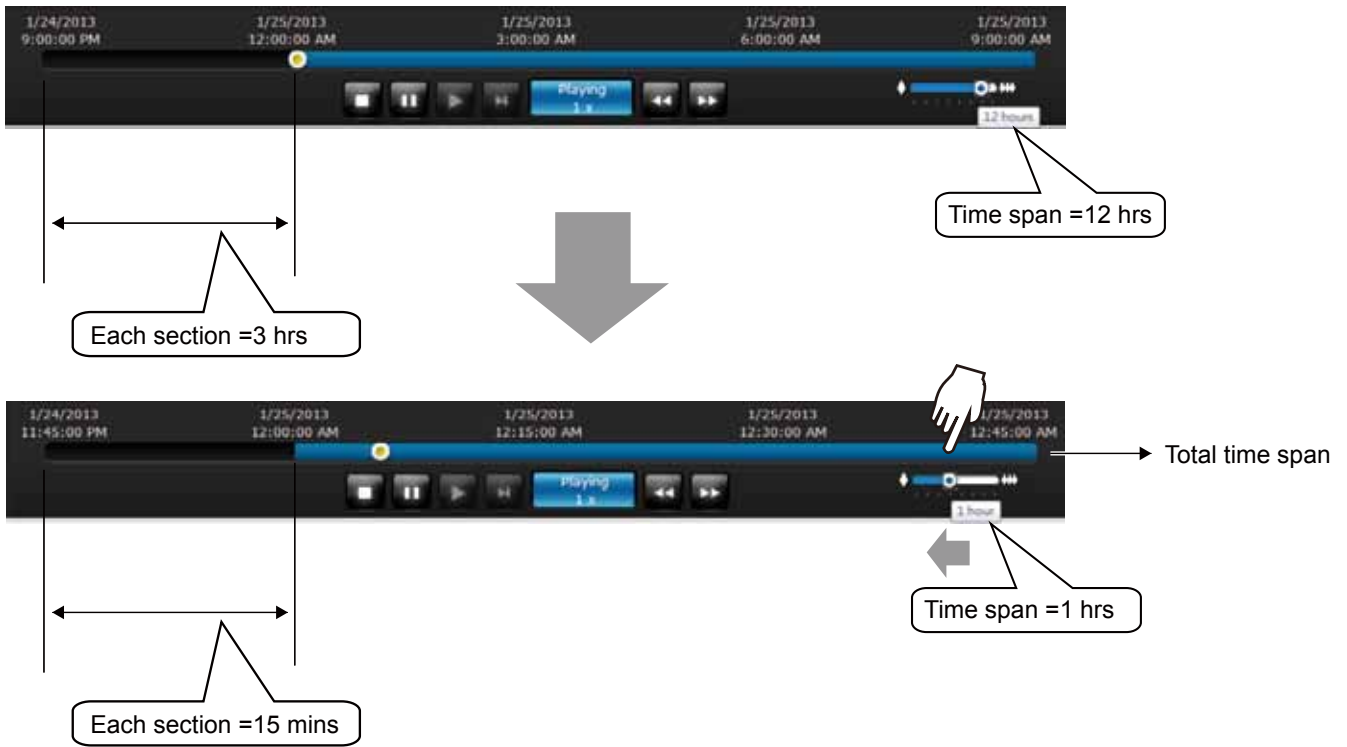 1/24/2013 1/25/2013 1/25/2013 1/25/2013 1/25/2013
9:00:00 PM 12:00:00 AM 3:00:00 AM 6:00:00 AM 9:00:00 AM
Playing
1 x
12 hours
Time span =12 hrs
Each section =3 hrs
1/24/2013 1/25/2013 1/25/2013 1/25/2013 1/25/2013
11:45:00 PM 12:00:00 AM 12:15:00 AM 12:30:00 AM 12:45:00 AM
Total time span
Playing
1 x
1 hour
Time span =1 hrs
Each section =15 mins